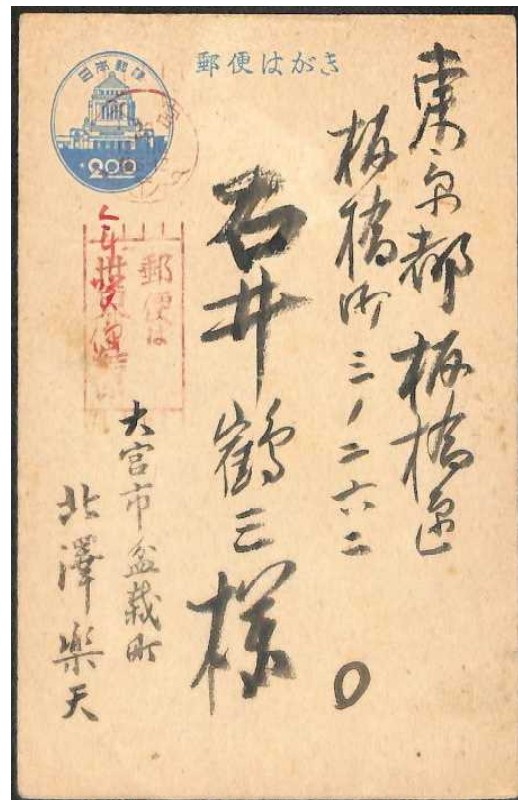 郵便はがき
日本郵便
2.00
東京都板橋区
板橋町三ノ二六二
石井鶴三様
年賀郵便
郵便は
大宮市盆栽町
北澤楽天